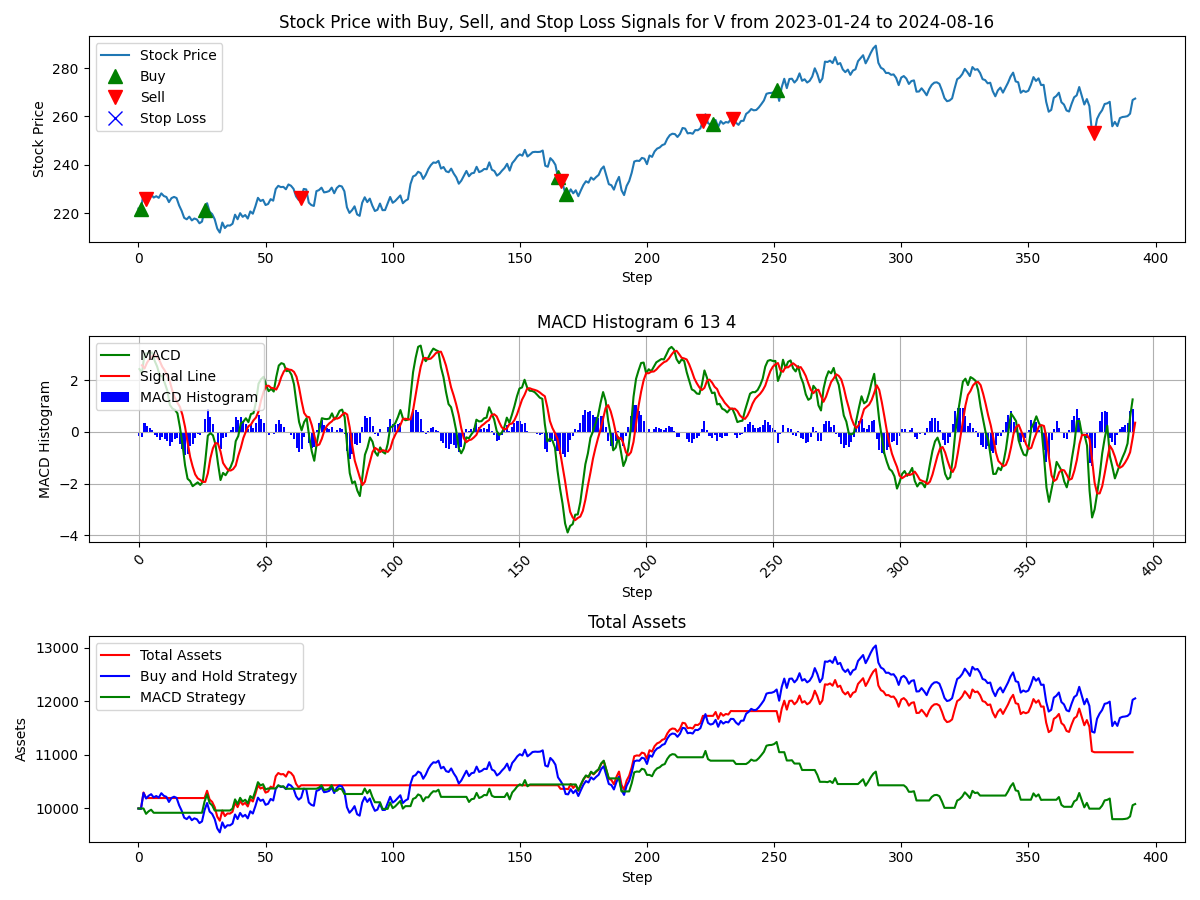 Stock Price with Buy, Sell, and Stop Loss Signals for V from 2023-01-24 to 2024-08-16
Stock Price
Buy
Sell
Stop Loss
Stock Price
280
260
240
220
0 50 100 150 200 250 300 350 400
Step
MACD Histogram 6 13 4
MACD
Signal Line
MACD Histogram
MACD Histogram
2
0
−2
−4
0 50 100 150 200 250 300 350 400
Step
Total Assets
Total Assets
Buy and Hold Strategy
MACD Strategy
Assets
13000
12000
11000
10000
0 50 100 150 200 250 300 350 400
Step